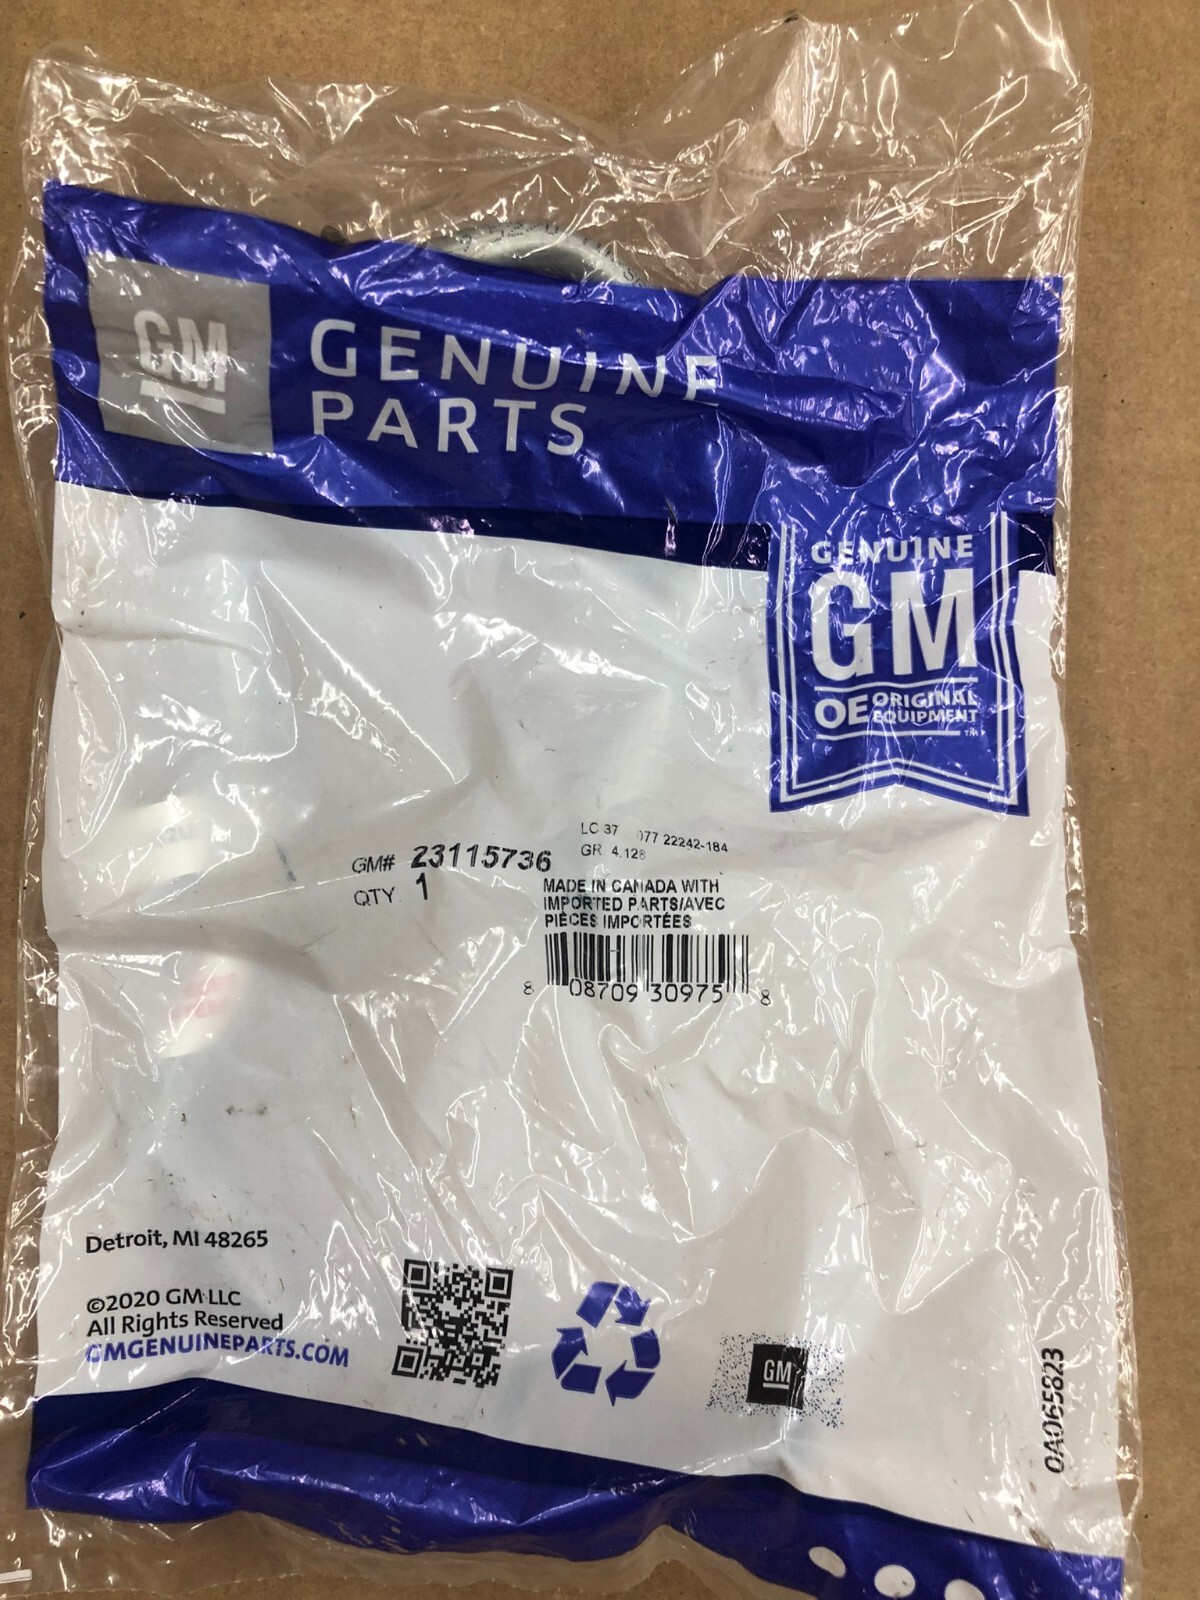 GM
GENUINE
PARTS
GENUINE
GM
OE ORIGINAL
EQUIPMENT
TM
LC 37 077 22242-184
GR 4.128
GM# 23115736
QTY. 1
MADE IN CANADA WITH
IMPORTED PARTS/AVEC
PIÈCES IMPORTÉES
8 08709 30975 8
Detroit, MI 48265
©2020 GM LLC
All Rights Reserved
GMGENUINEPARTS.COM
GM
0A065823